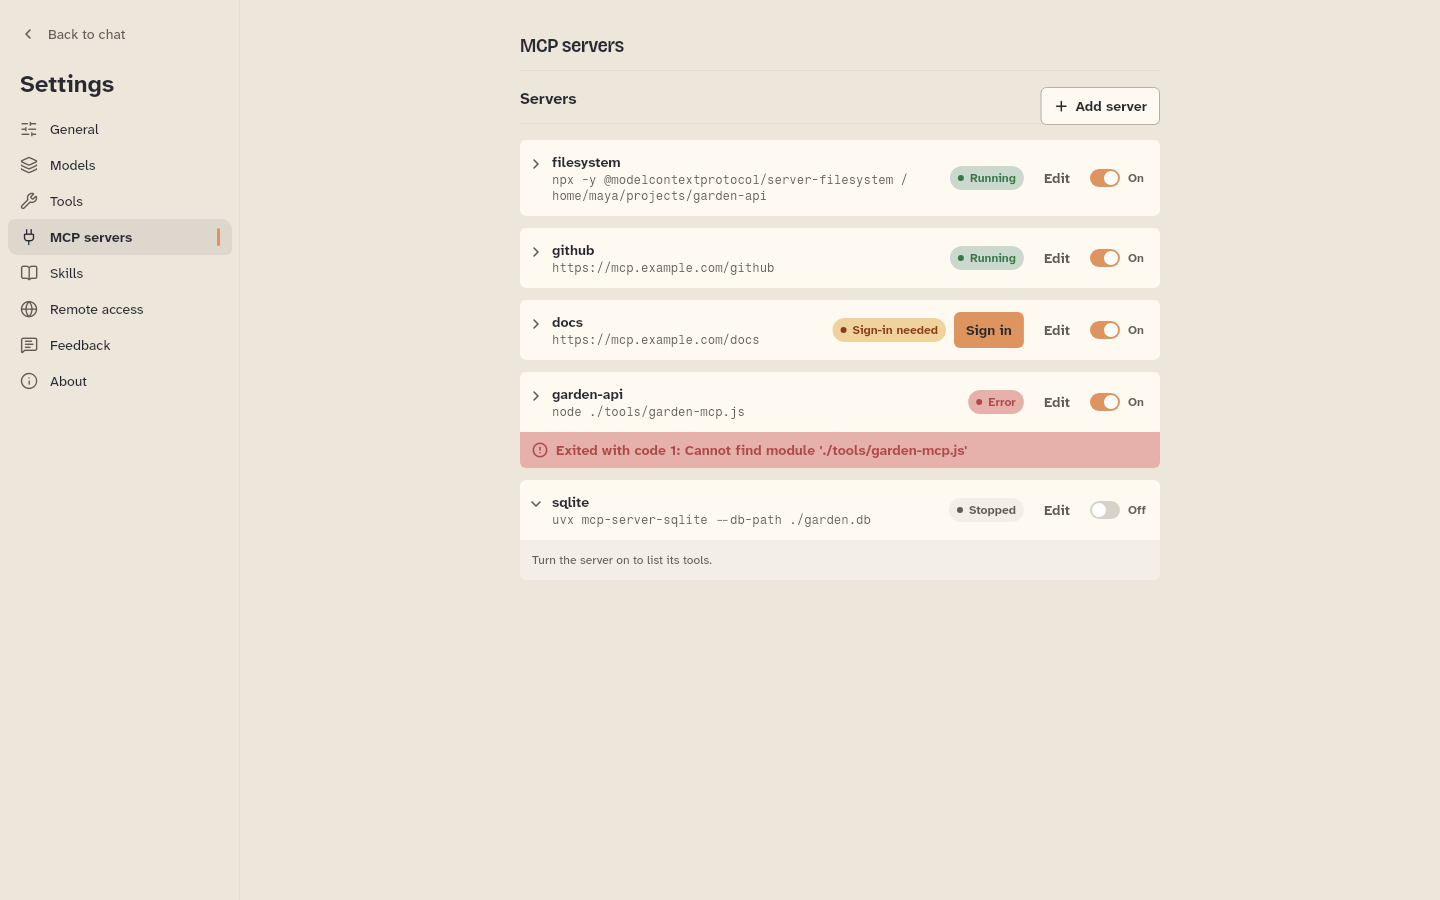 Back to chat
Settings
General
Models
Tools
MCP servers
Skills
Remote access
Feedback
About
MCP servers
Servers
Add server
filesystem
npx -y @modelcontextprotocol/server-filesystem /
home/maya/projects/garden-api
Running
Edit
On
github
https://mcp.example.com/github
Running
Edit
On
docs
https://mcp.example.com/docs
Sign-in needed
Sign in
Edit
On
garden-api
node ./tools/garden-mcp.js
Error
Edit
On
Exited with code 1: Cannot find module './tools/garden-mcp.js'
sqlite
uvx mcp-server-sqlite --db-path ./garden.db
Stopped
Edit
Off
Turn the server on to list its tools.